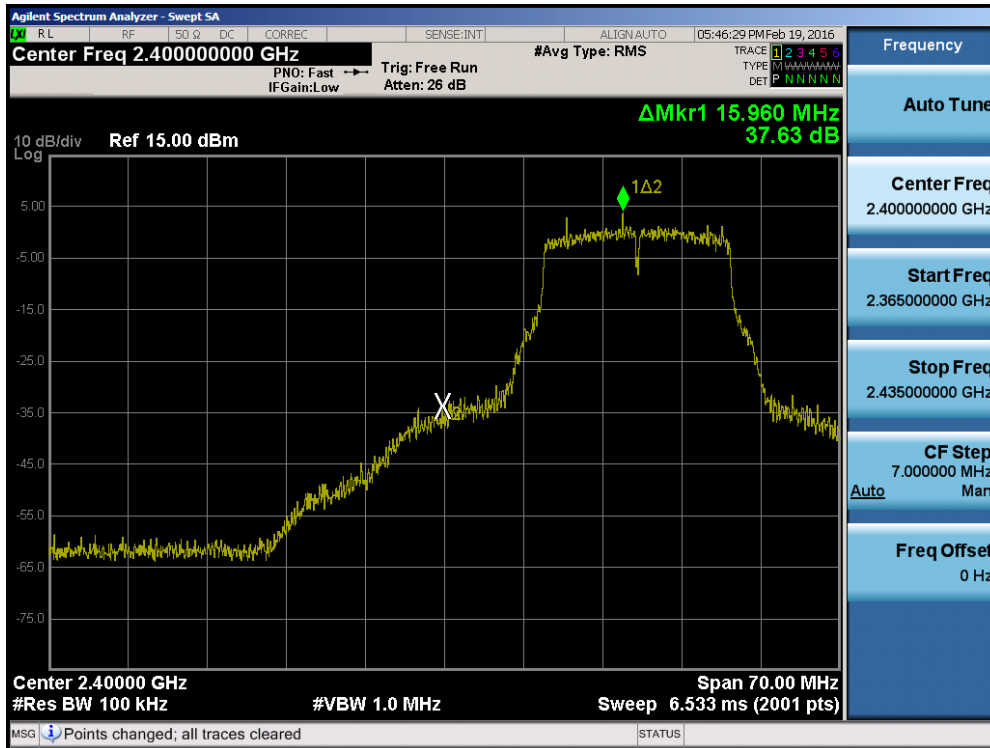 Agilent Spectrum Analyzer - Swept SA
LXI RL RF 50 Ω DC CORREC SENSE:INT ALIGN AUTO 05:46:29 PM Feb 19, 2016
Center Freq 2.400000000 GHz
PNO: Fast
IFGain:Low
Trig: Free Run
Atten: 26 dB
#Avg Type: RMS
TRACE 1 2 3 4 5 6
TYPE M WWWWW
DET P N N N N N
ΔMkr1 15.960 MHz
37.63 dB
10 dB/div Ref 15.00 dBm
Log
5.00
-5.00
-15.0
-25.0
-35.0
-45.0
-55.0
-65.0
-75.0
1Δ2
X2
Center 2.40000 GHz Span 70.00 MHz
#Res BW 100 kHz #VBW 1.0 MHz Sweep 6.533 ms (2001 pts)
MSG Points changed; all traces cleared STATUS
Frequency
Auto Tune
Center Freq
2.400000000 GHz
Start Freq
2.365000000 GHz
Stop Freq
2.435000000 GHz
CF Step
7.000000 MHz
Auto Man
Freq Offset
0 Hz